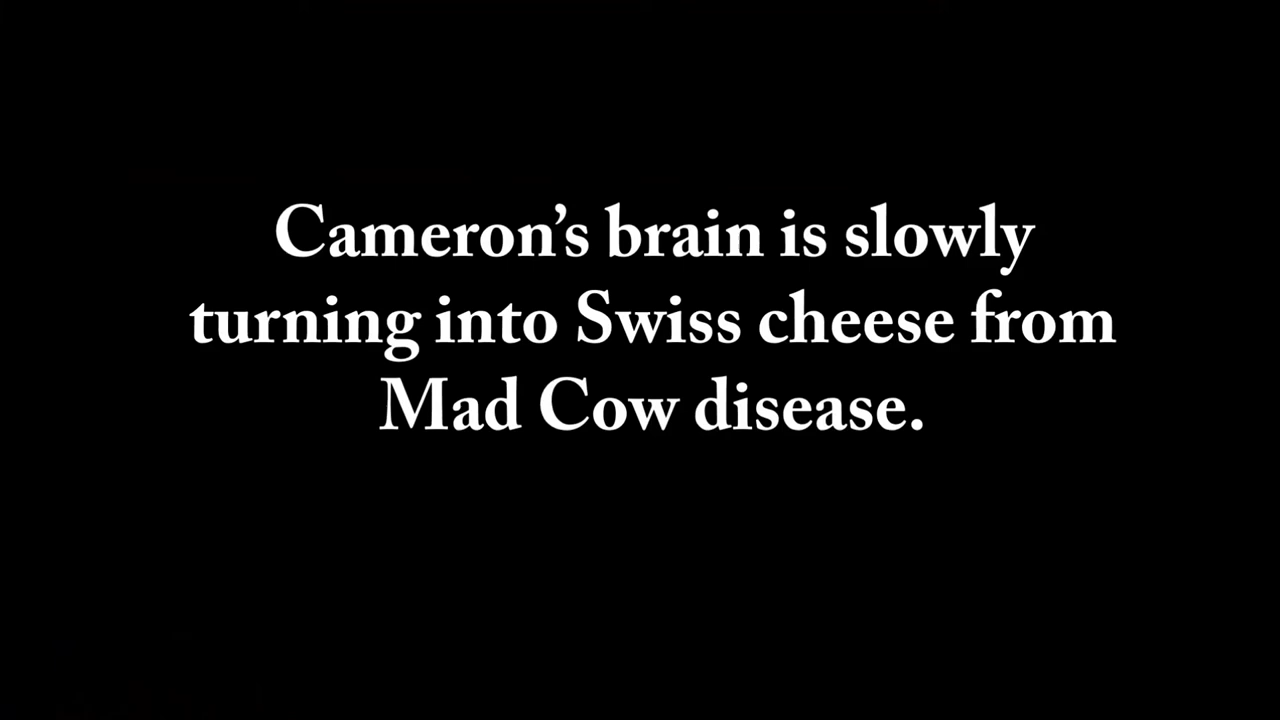 Cameron’s brain is slowly
turning into Swiss cheese from
Mad Cow disease.